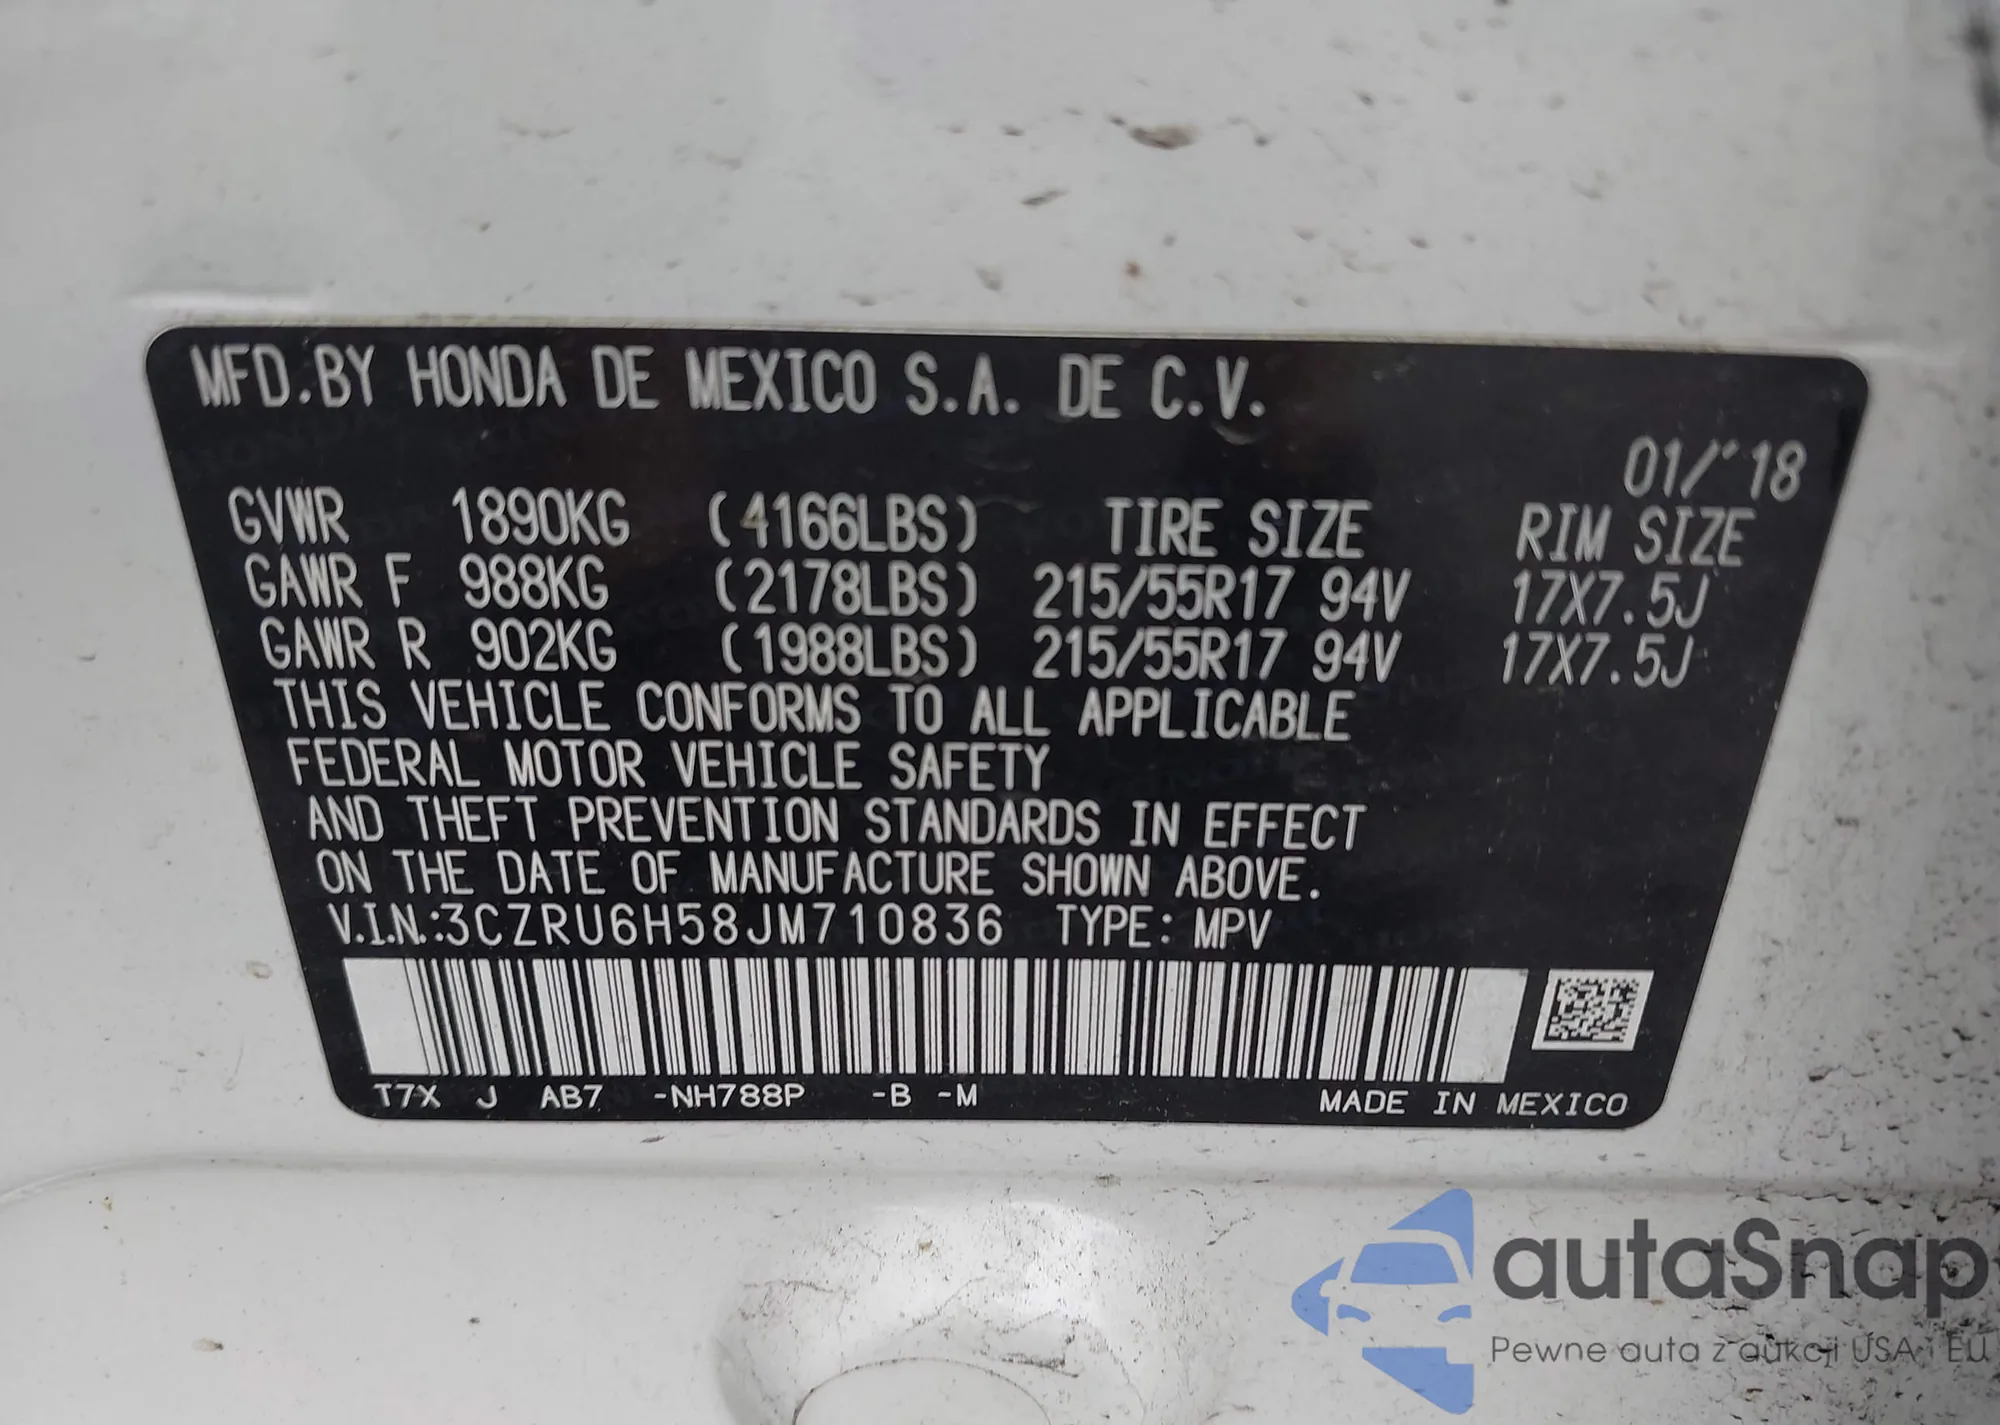 MFD.BY HONDA DE MEXICO S.A. DE C.V.
01/'18
GVWR 1890KG (4166LBS) TIRE SIZE RIM SIZE
GAWR F 988KG (2178LBS) 215/55R17 94V 17X7.5J
GAWR R 902KG (1988LBS) 215/55R17 94V 17X7.5J
THIS VEHICLE CONFORMS TO ALL APPLICABLE
FEDERAL MOTOR VEHICLE SAFETY
AND THEFT PREVENTION STANDARDS IN EFFECT
ON THE DATE OF MANUFACTURE SHOWN ABOVE.
V.I.N.:3CZRU6H58JM710836 TYPE: MPV
T7X J AB7 -NH788P -B -M MADE IN MEXICO
autaSnap
Pewne auta z aukcji USA i EU